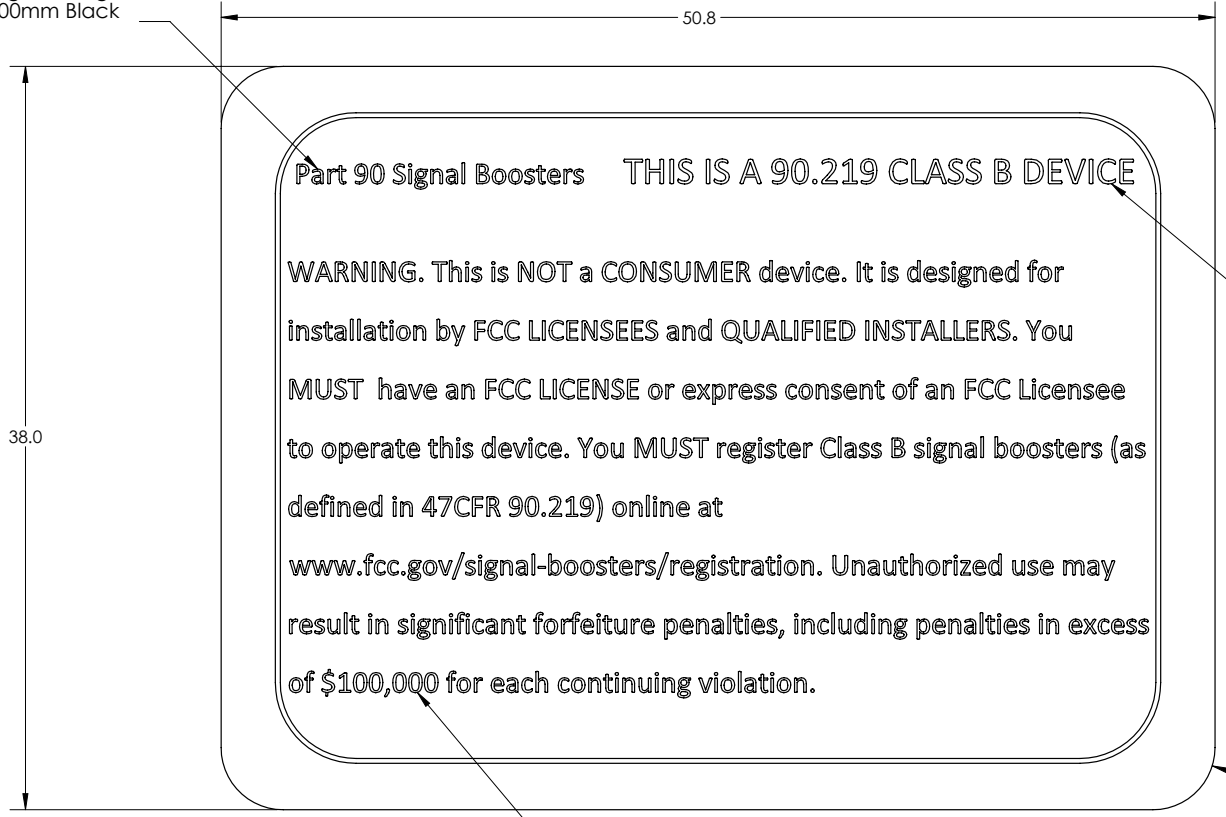 00mm Black
50.8
Part 90 Signal Boosters THIS IS A 90.219 CLASS B DEVICE
WARNING. This is NOT a CONSUMER device. It is designed for
installation by FCC LICENSEES and QUALIFIED INSTALLERS. You
MUST  have an FCC LICENSE or express consent of an FCC Licensee
38.0
to operate this device. You MUST register Class B signal boosters (as
defined in 47CFR 90.219) online at
www.fcc.gov/signal-boosters/registration. Unauthorized use may
result in significant forfeiture penalties, including penalties in excess
of $100,000 for each continuing violation.